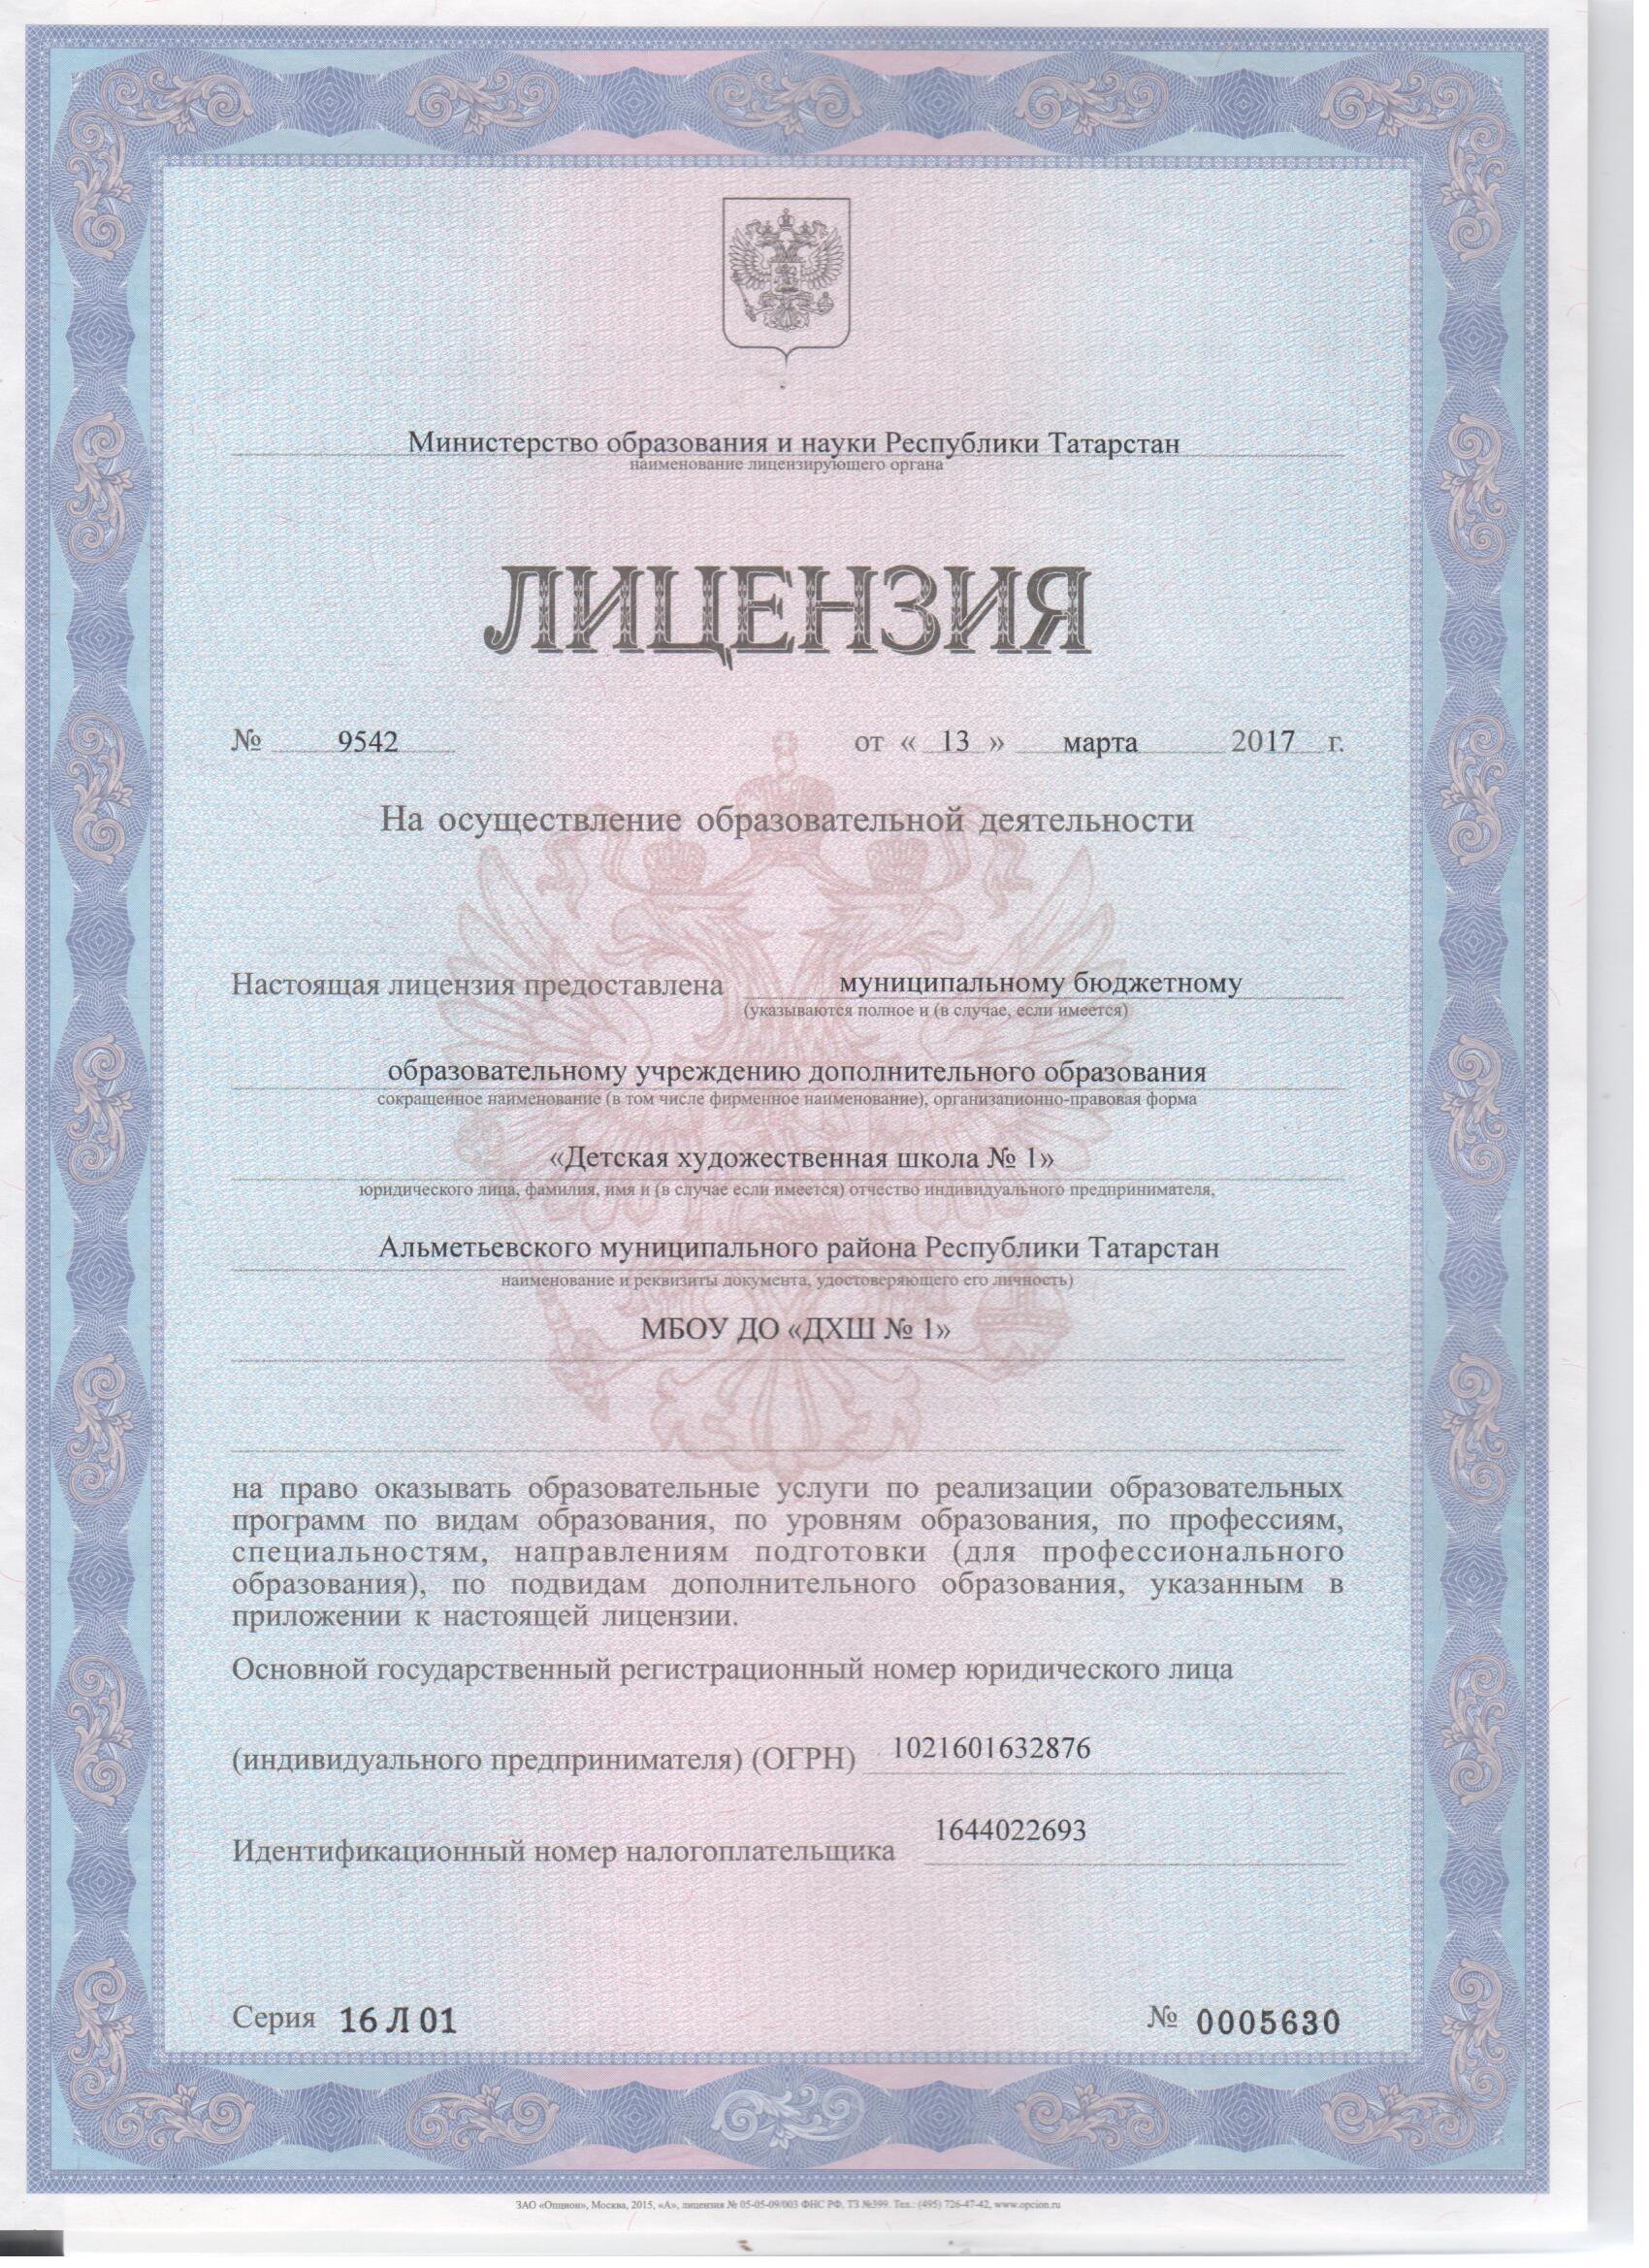 Министерство образования и науки Республики Татарстан
наименование лицензирующего органа
ЛИЦЕНЗИЯ
№ 9542 от « 13 » марта 2017 г.
На осуществление образовательной деятельности
Настоящая лицензия предоставлена муниципальному бюджетному
(указываются полное и (в случае, если имеется)
образовательному учреждению дополнительного образования
сокращенное наименование (в том числе фирменное наименование), организационно-правовая форма
«Детская художественная школа № 1»
юридического лица, фамилия, имя и (в случае если имеется) отчество индивидуального предпринимателя,
Альметьевского муниципального района Республики Татарстан
наименование и реквизиты документа, удостоверяющего его личность)
МБОУ ДО «ДХШ № 1»
на право оказывать образовательные услуги по реализации образовательных
программ по видам образования, по уровням образования, по профессиям,
специальностям, направлениям подготовки (для профессионального
образования), по подвидам дополнительного образования, указанным в
приложении к настоящей лицензии.
Основной государственный регистрационный номер юридического лица
(индивидуального предпринимателя) (ОГРН) 1021601632876
Идентификационный номер налогоплательщика 1644022693
Серия 16 Л 01 № 0005630
ЗАО «Опцион», Москва, 2015, «А», лицензия № 05-05-09/003 ФНС РФ, ТЗ №399. Тел.: (495) 726-47-42, www.opcion.ru